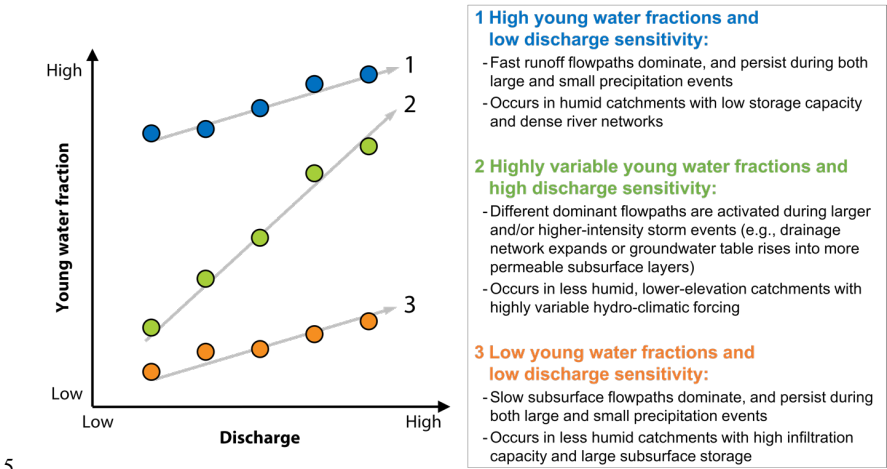 High
Young water fraction
Low
Low
Discharge
High
1
2
3
1 High young water fractions and
low discharge sensitivity:
- Fast runoff flowpaths dominate, and persist during both
large and small precipitation events
- Occurs in humid catchments with low storage capacity
and dense river networks
2 Highly variable young water fractions and
high discharge sensitivity:
- Different dominant flowpaths are activated during larger
and/or higher-intensity storm events (e.g., drainage
network expands or groundwater table rises into more
permeable subsurface layers)
- Occurs in less humid, lower-elevation catchments with
highly variable hydro-climatic forcing
3 Low young water fractions and
low discharge sensitivity:
- Slow subsurface flowpaths dominate, and persist during
both large and small precipitation events
- Occurs in less humid catchments with high infiltration
capacity and large subsurface storage
5